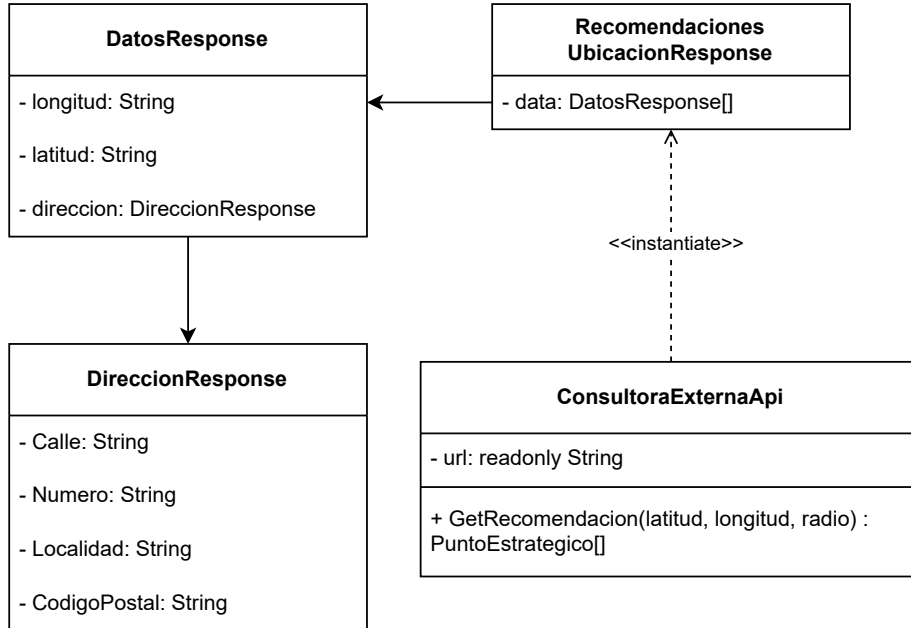 DatosResponse
- longitud: String
- latitud: String
- direccion: DireccionResponse
Recomendaciones
UbicacionResponse
- data: DatosResponse[]
<<instantiate>>
DireccionResponse
- Calle: String
- Numero: String
- Localidad: String
- CodigoPostal: String
ConsultoraExternaApi
- url: readonly String
+ GetRecomendacion(latitud, longitud, radio) :
PuntoEstrategico[]